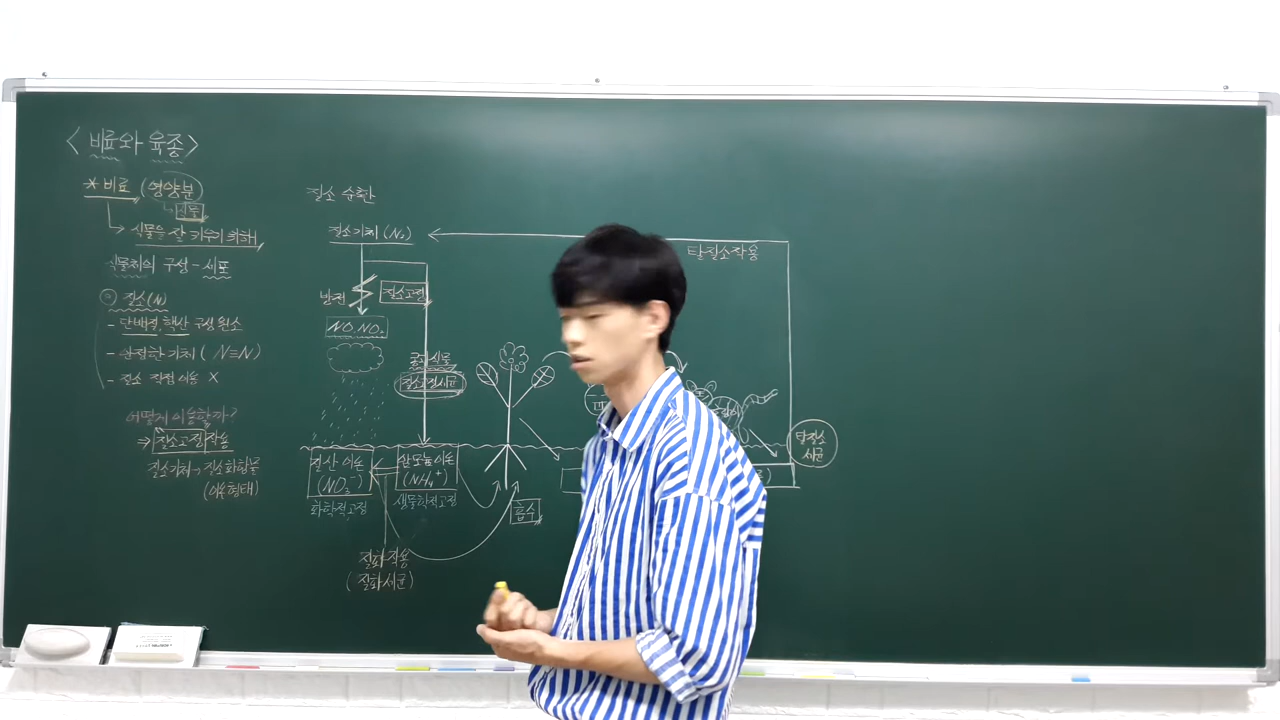 <비료와 육종>
* 비료 (영양분)
식물
식물을 잘 키우기 위해!
식물체의 구성 - 세포
① 질소(N)
- 단백질, 핵산 구성 원소
- 안정한 기체 (N≡N)
- 질소 직접 이용 X
어떻게 이용할까?
⇒ 질소고정작용
질소기체 → 질소화합물
(이온형태)
질소 순환
질소기체 (N₂)
탈질소작용
번개
질소고정
NO, NO₂
콩과식물
질소고정세균
탈질소
세균
질산 이온
(NO₃⁻)
암모늄이온
(NH₄⁺)
화학적고정
생물학적고정
흡수
질화작용
(질화세균)